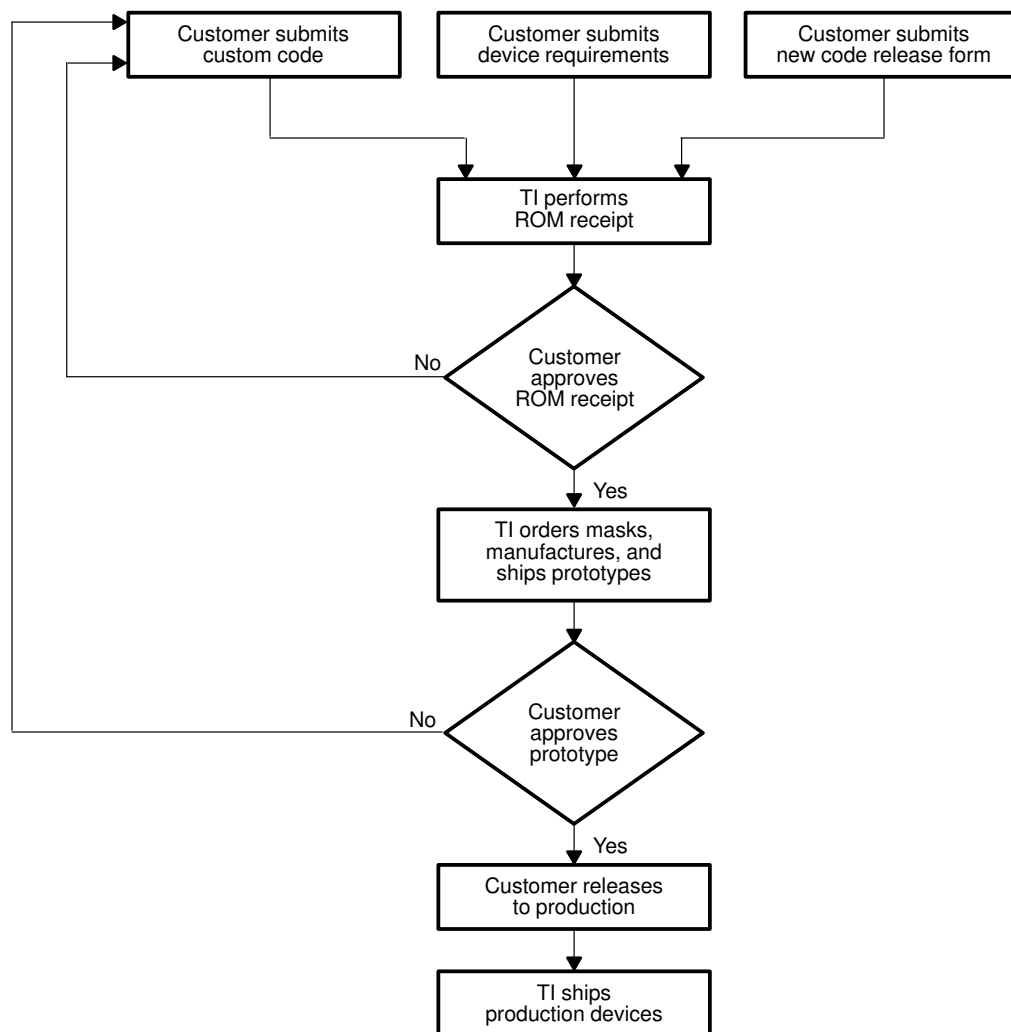 Customer submits
custom code
Customer submits
device requirements
Customer submits
new code release form
TI performs
ROM receipt
No
Customer
approves
ROM receipt
Yes
TI orders masks,
manufactures, and
ships prototypes
No
Customer
approves
prototype
Yes
Customer releases
to production
TI ships
production devices